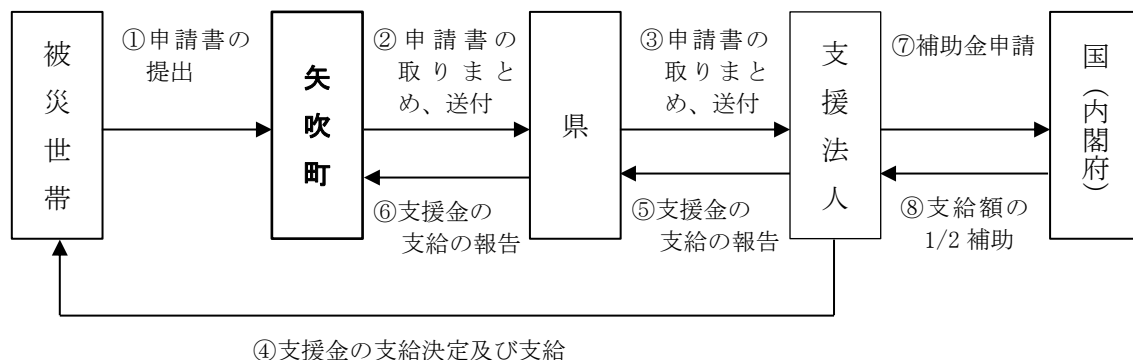 被災世帯
①申請書の
提出
矢吹町
②申請書の
取りまと
め、送付
県
③申請書の
取りまと
め、送付
支援法人
⑦補助金申請
国(内閣府)
⑥支援金の
支給の報告
⑤支援金の
支給の報告
⑧支給額の
1/2 補助
④支援金の支給決定及び支給